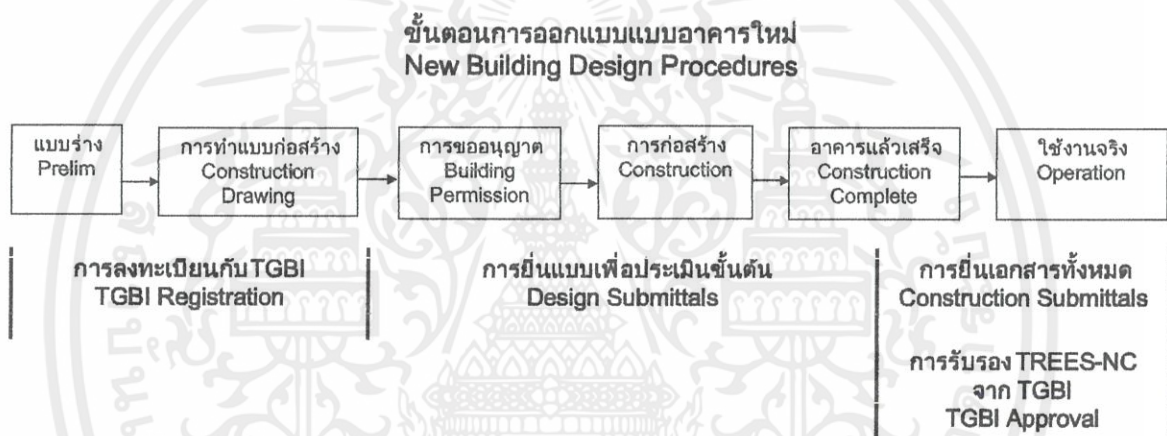 ขั้นตอนการออกแบบแบบอาคารใหม่
New Building Design Procedures
แบบร่าง
Prelim
การทำแบบก่อสร้าง
Construction
Drawing
การขออนุญาต
Building
Permission
การก่อสร้าง
Construction
อาคารแล้วเสร็จ
Construction
Complete
ใช้งานจริง
Operation
การลงทะเบียนกับTGBI
TGBI Registration
การยื่นแบบเพื่อประเมินขั้นต้น
Design Submittals
การยื่นเอกสารทั้งหมด
Construction Submittals
การรับรอง TREES-NC
จาก TGBI
TGBI Approval